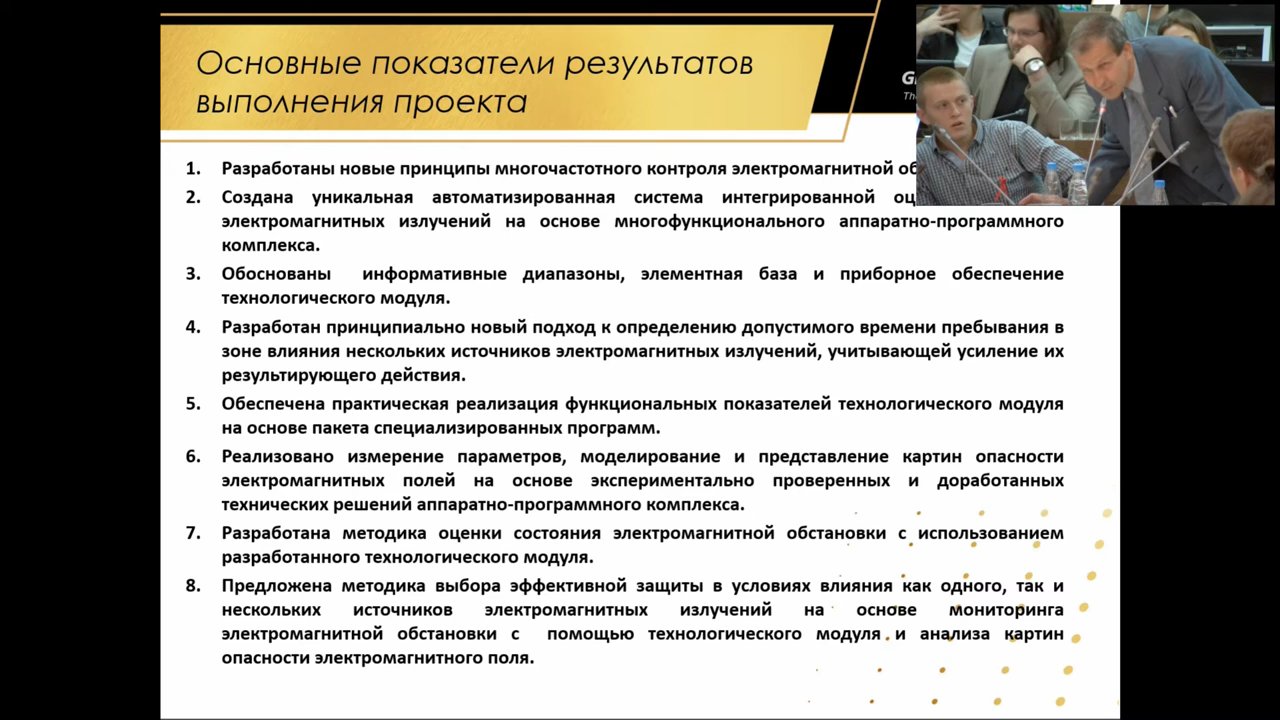 Основные показатели результатов
выполнения проекта
1. Разработаны новые принципы многочастотного контроля электромагнитной
2. Создана уникальная автоматизированная система интегрированной
электромагнитных излучений на основе многофункционального аппаратно-программного
комплекса.
3. Обоснованы информативные диапазоны, элементная база и приборное обеспечение
технологического модуля.
4. Разработан принципиально новый подход к определению допустимого времени пребывания в
зоне влияния нескольких источников электромагнитных излучений, учитывающей усиление их
результирующего действия.
5. Обеспечена практическая реализация функциональных показателей технологического модуля
на основе пакета специализированных программ.
6. Реализовано измерение параметров, моделирование и представление картин опасности
электромагнитных полей на основе экспериментально проверенных и доработанных
технических решений аппаратно-программного комплекса.
7. Разработана методика оценки состояния электромагнитной обстановки с использованием
разработанного технологического модуля.
8. Предложена методика выбора эффективной защиты в условиях влияния как одного, так и
нескольких источников электромагнитных излучений на основе мониторинга
электромагнитной обстановки с помощью технологического модуля и анализа картин
опасности электромагнитного поля.